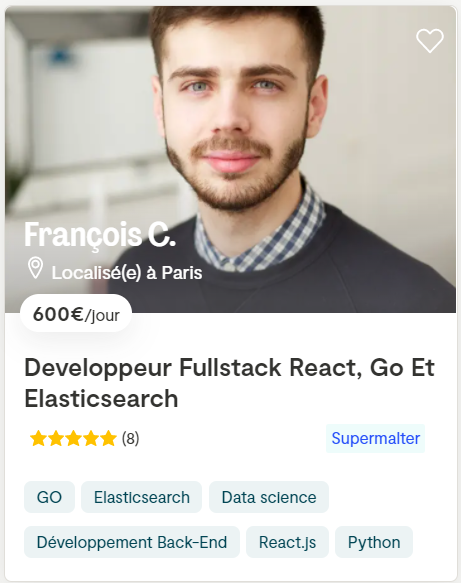 François C.
Localisé(e) à Paris
600€/jour
Developpeur Fullstack React, Go Et
Elasticsearch
(8)
Supermalter
GO
Elasticsearch
Data science
Développement Back-End
React.js
Python